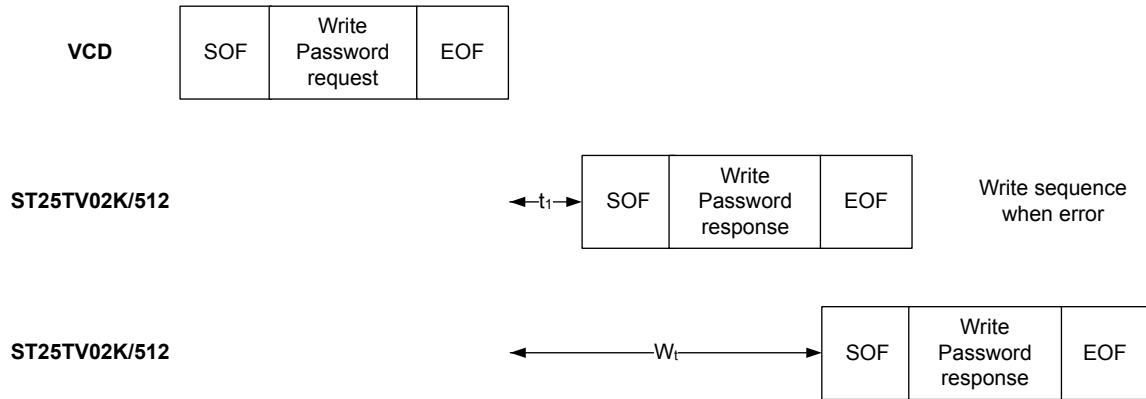 VCD
SOF
Write
Password
request
EOF
ST25TV02K/512
t1
SOF
Write
Password
response
EOF
Write sequence
when error
ST25TV02K/512
Wt
SOF
Write
Password
response
EOF